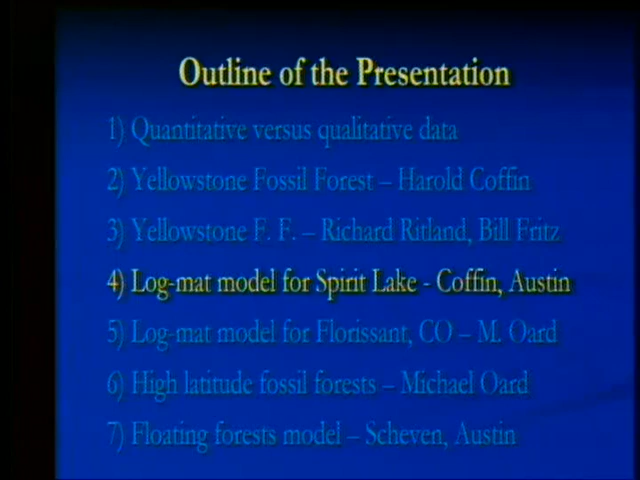 Outline of the Presentation
1) Quantitative versus qualitative data
2) Yellowstone Fossil Forest – Harold Coffin
3) Yellowstone F. F. – Richard Ritland, Bill Fritz
4) Log-mat model for Spirit Lake - Coffin, Austin
5) Log-mat model for Florissant, CO – M. Oard
6) High latitude fossil forests – Michael Oard
7) Floating forests model – Scheven, Austin